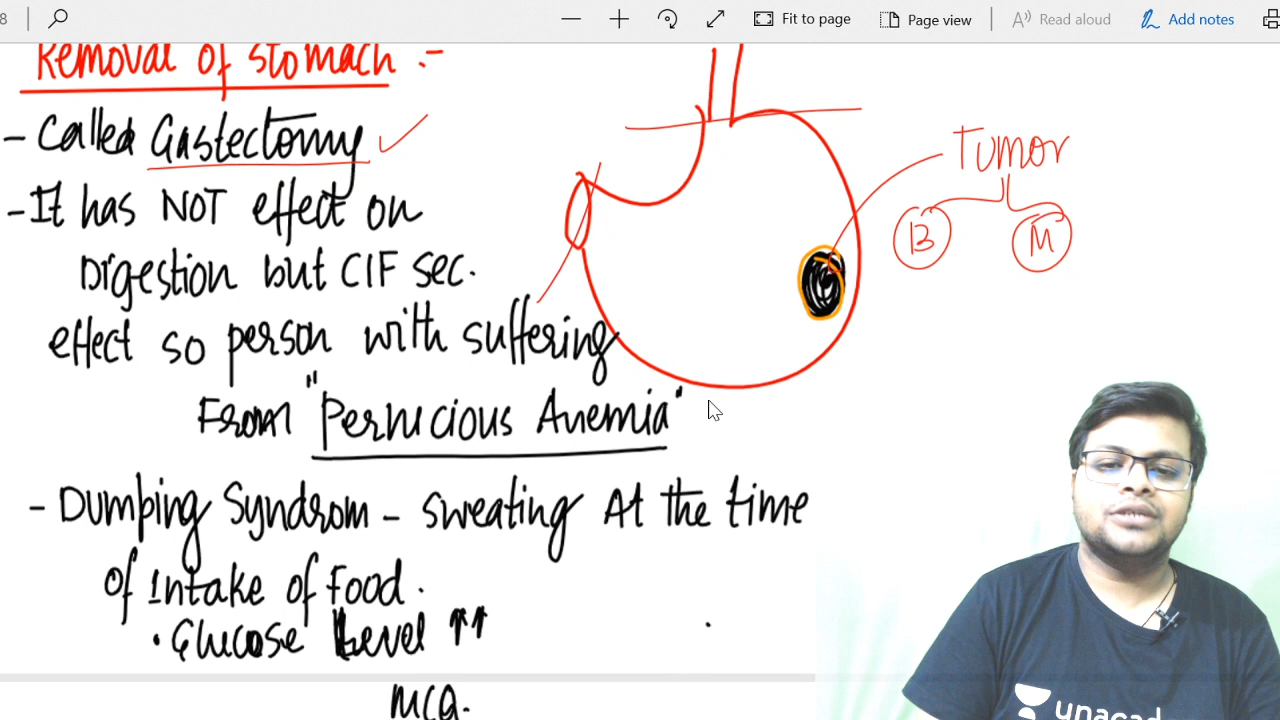 8
Fit to page
Page view
Read aloud
Add notes
Removal of stomach :-
- Called Gastectomy ✓
- It has NOT effect on
Digestion but CIF sec.
effect so person with suffering
From "Pernicious Anemia"
- Dumping Syndrom - sweating At the time
of Intake of Food.
• Glucose Level ↑↑
MCQ.
Tumor
B
M
unacad